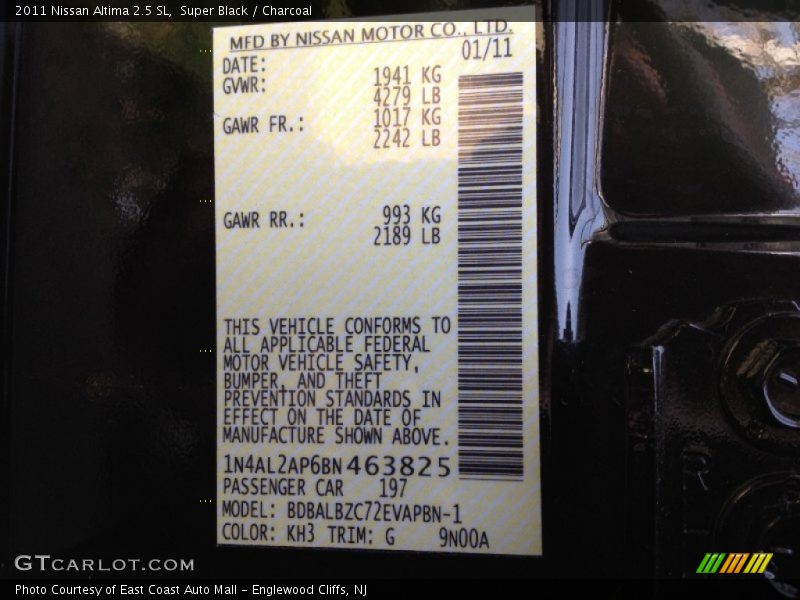 2011 Nissan Altima 2.5 SL, Super Black / Charcoal
MFD BY NISSAN MOTOR CO., LTD.
DATE: 01/11
GVWR: 1941 KG
4279 LB
GAWR FR.: 1017 KG
2242 LB
GAWR RR.: 993 KG
2189 LB
THIS VEHICLE CONFORMS TO
ALL APPLICABLE FEDERAL
MOTOR VEHICLE SAFETY,
BUMPER, AND THEFT
PREVENTION STANDARDS IN
EFFECT ON THE DATE OF
MANUFACTURE SHOWN ABOVE.
1N4AL2AP6BN463825
PASSENGER CAR 197
MODEL: BDBALBZC72EVAPBN-1
COLOR: KH3 TRIM: G 9N00A
GTCARLOT.COM
Photo Courtesy of East Coast Auto Mall - Englewood Cliffs, NJ